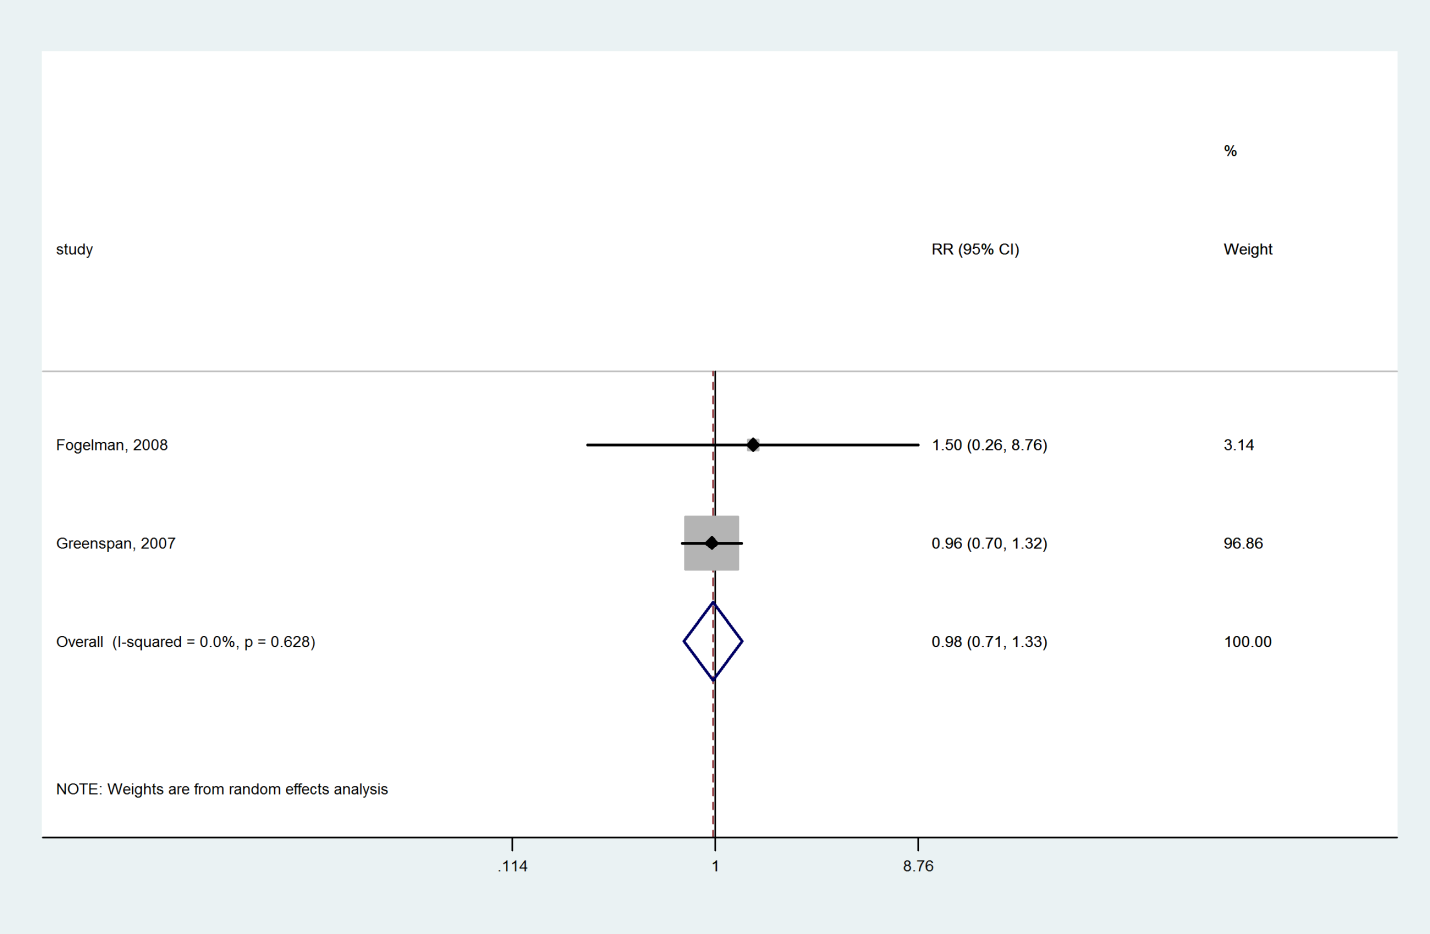 %
study RR (95% CI) Weight
Fogelman, 2008 1.50 (0.26, 8.76) 3.14
Greenspan, 2007 0.96 (0.70, 1.32) 96.86
Overall  (I-squared = 0.0%, p = 0.628) 0.98 (0.71, 1.33) 100.00
NOTE: Weights are from random effects analysis
.114 1 8.76